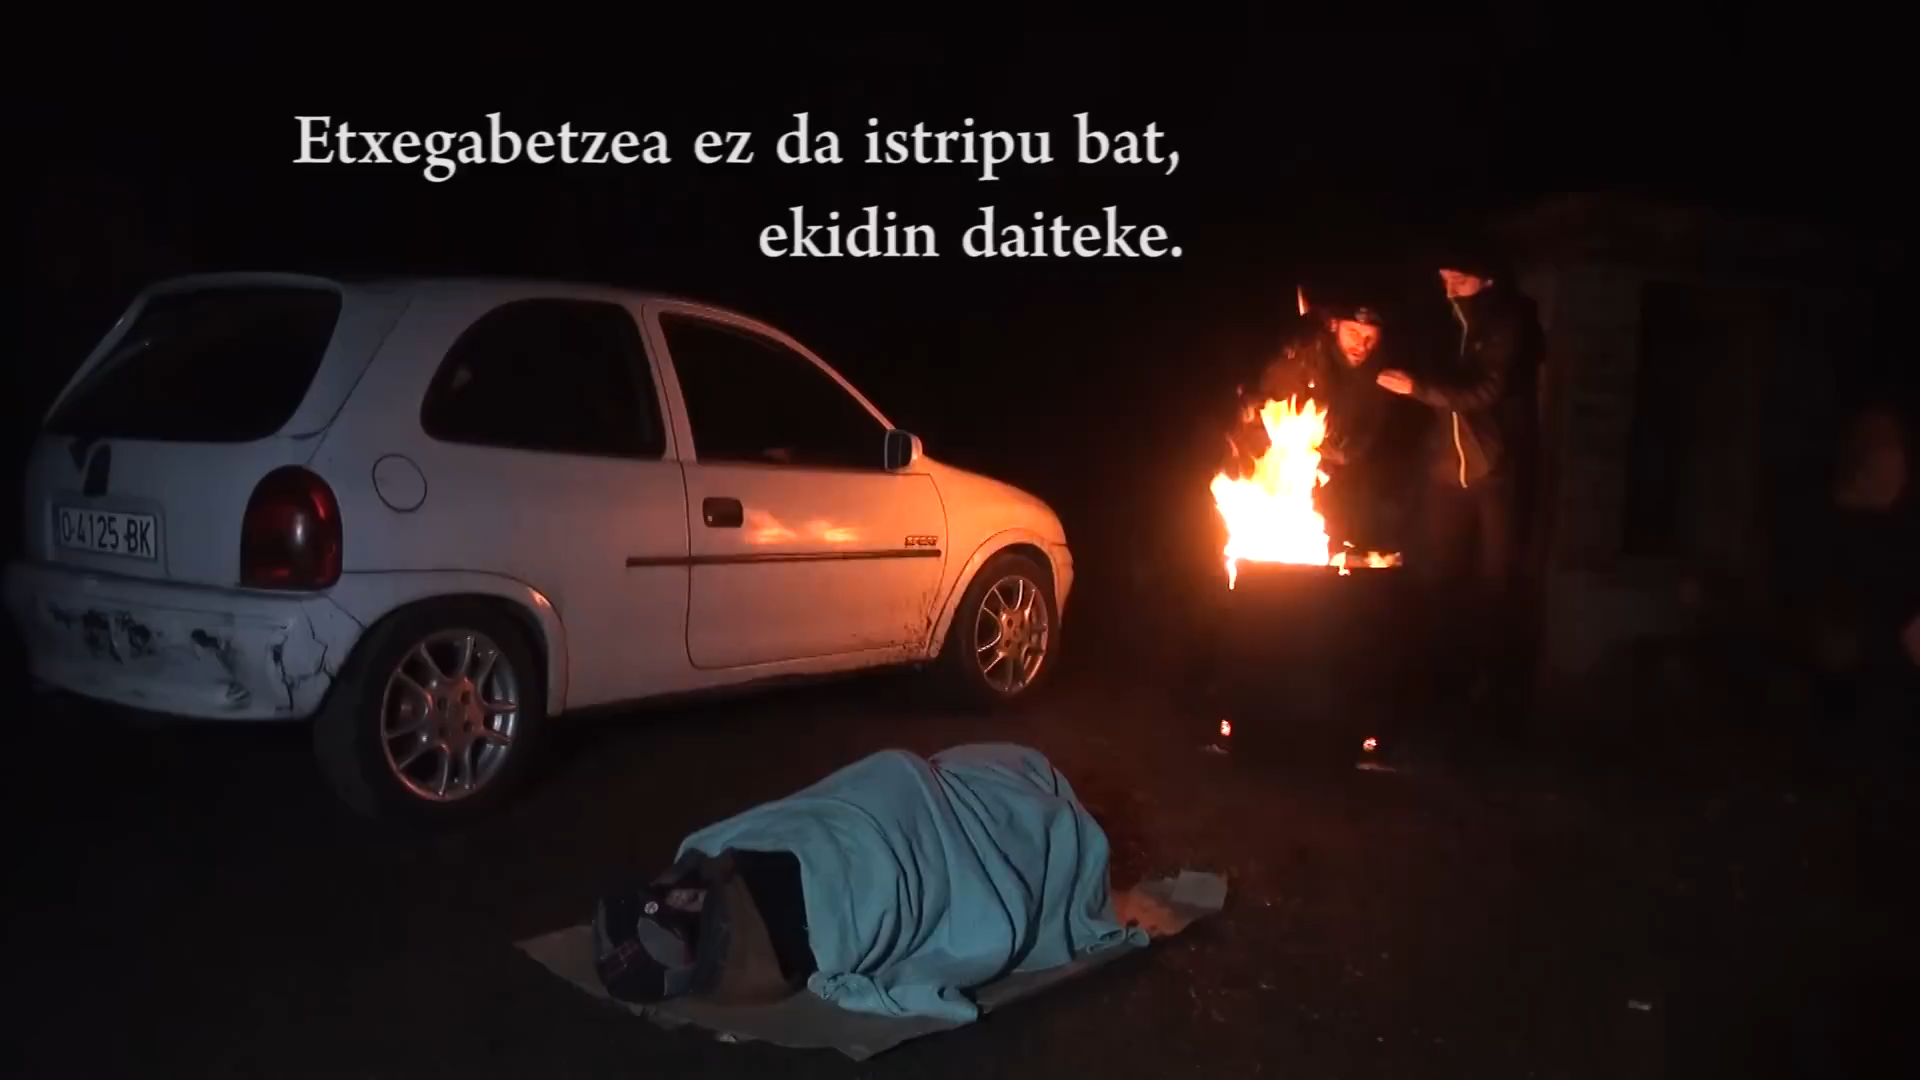 Etxegabetzea ez da istripu bat,
ekidin daiteke.
O-4125-BK